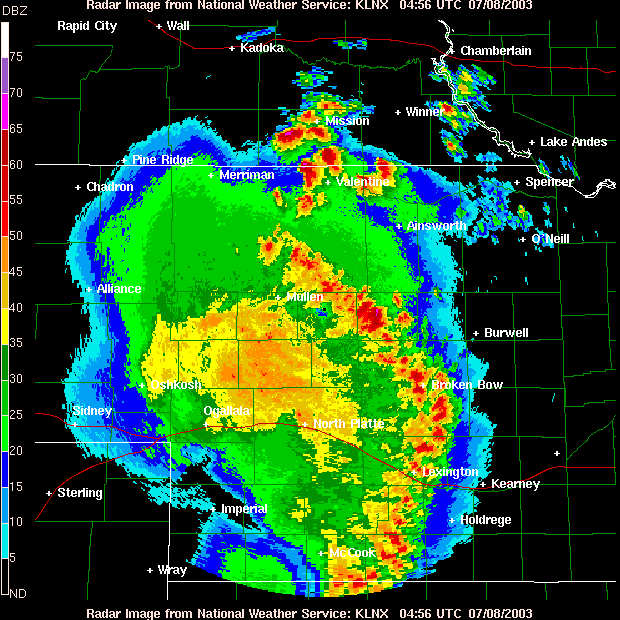 Radar Image from National Weather Service: KLNX 04:56 UTC 07/08/2003
DBZ
Rapid City
Wall
Kadoka
Chamberlain
75
70
Winner
Mission
65
Lake Andes
60
Pine Ridge
Merriman
Valentine
Spencer
Chadron
55
Ainsworth
50
O'Neill
45
Alliance
Mullen
40
Burwell
35
30
Oshkosh
Broken Bow
25
Sidney
Ogallala
North Platte
20
Lexington
15
Kearney
Sterling
Imperial
10
Holdrege
5
McCook
Wray
ND
Radar Image from National Weather Service: KLNX 04:56 UTC 07/08/2003